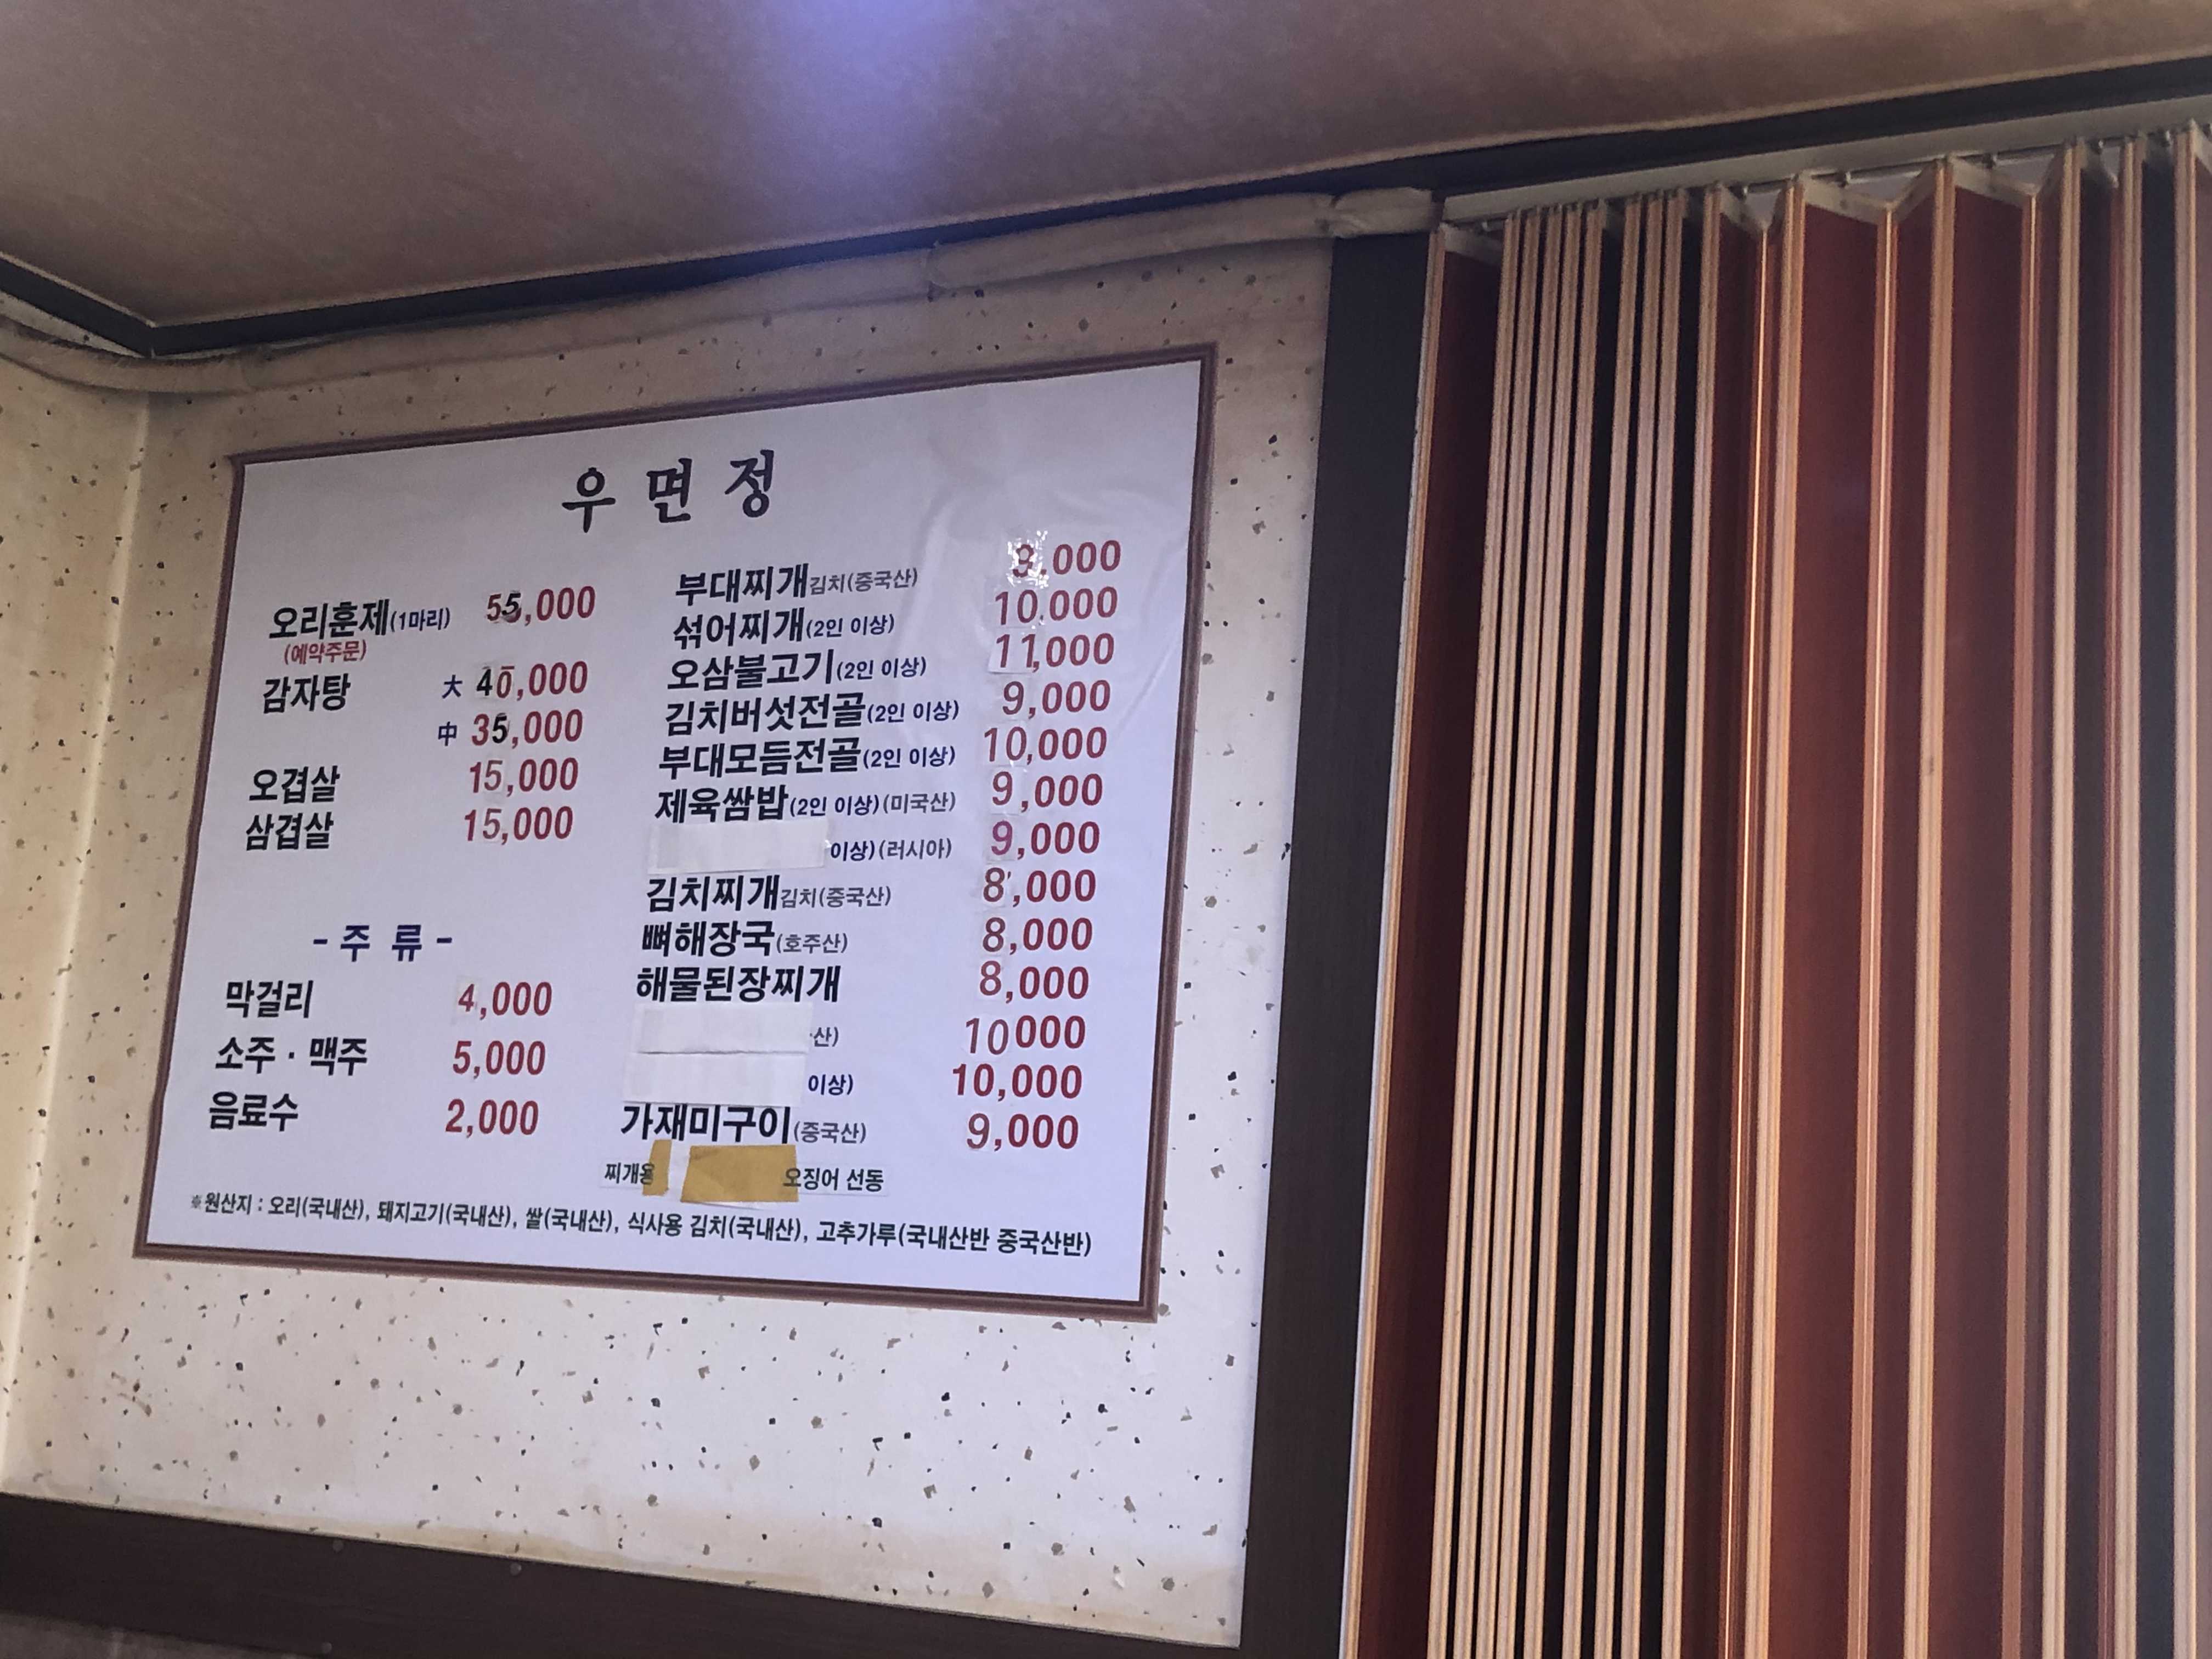 우면정
오리훈제(1마리) 55,000
(예약주문)
감자탕 大 40,000
中 35,000
오겹살 15,000
삼겹살 15,000
- 주 류 -
막걸리 4,000
소주 · 맥주 5,000
음료수 2,000
부대찌개김치(중국산) 9.000
섞어찌개(2인 이상) 10.000
오삼불고기(2인 이상) 11,000
김치버섯전골(2인 이상) 9,000
부대모듬전골(2인 이상) 10,000
제육쌈밥(2인 이상)(미국산) 9,000
이상)(러시아) 9,000
김치찌개김치(중국산) 8,000
뼈해장국(호주산) 8,000
해물된장찌개 8,000
산) 10000
이상) 10,000
가재미구이(중국산) 9,000
찌개용 오징어 선동
※원산지 : 오리(국내산), 돼지고기(국내산), 쌀(국내산), 식사용 김치(국내산), 고추가루(국내산반 중국산반)